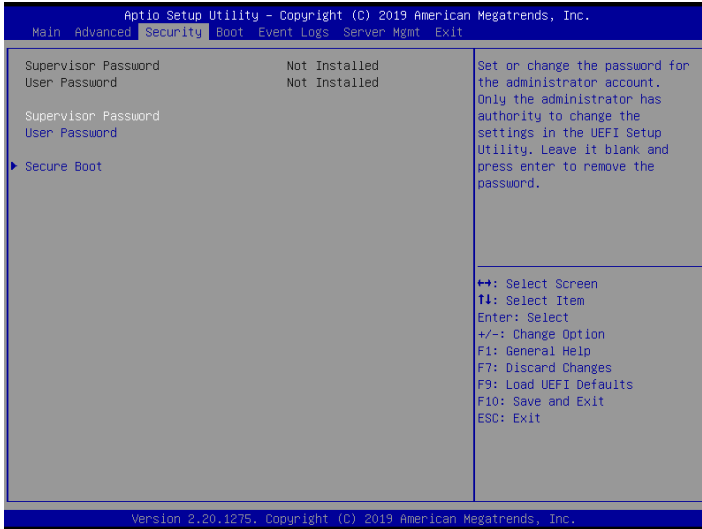 Aptio Setup Utility – Copyright (C) 2019 American Megatrends, Inc.
Main Advanced Security Boot Event Logs Server Mgmt Exit
Supervisor Password Not Installed
User Password Not Installed
Supervisor Password
User Password
▶ Secure Boot
Set or change the password for
the administrator account.
Only the administrator has
authority to change the
settings in the UEFI Setup
Utility. Leave it blank and
press enter to remove the
password.
↔: Select Screen
↑↓: Select Item
Enter: Select
+/-: Change Option
F1: General Help
F7: Discard Changes
F9: Load UEFI Defaults
F10: Save and Exit
ESC: Exit
Version 2.20.1275. Copyright (C) 2019 American Megatrends, Inc.